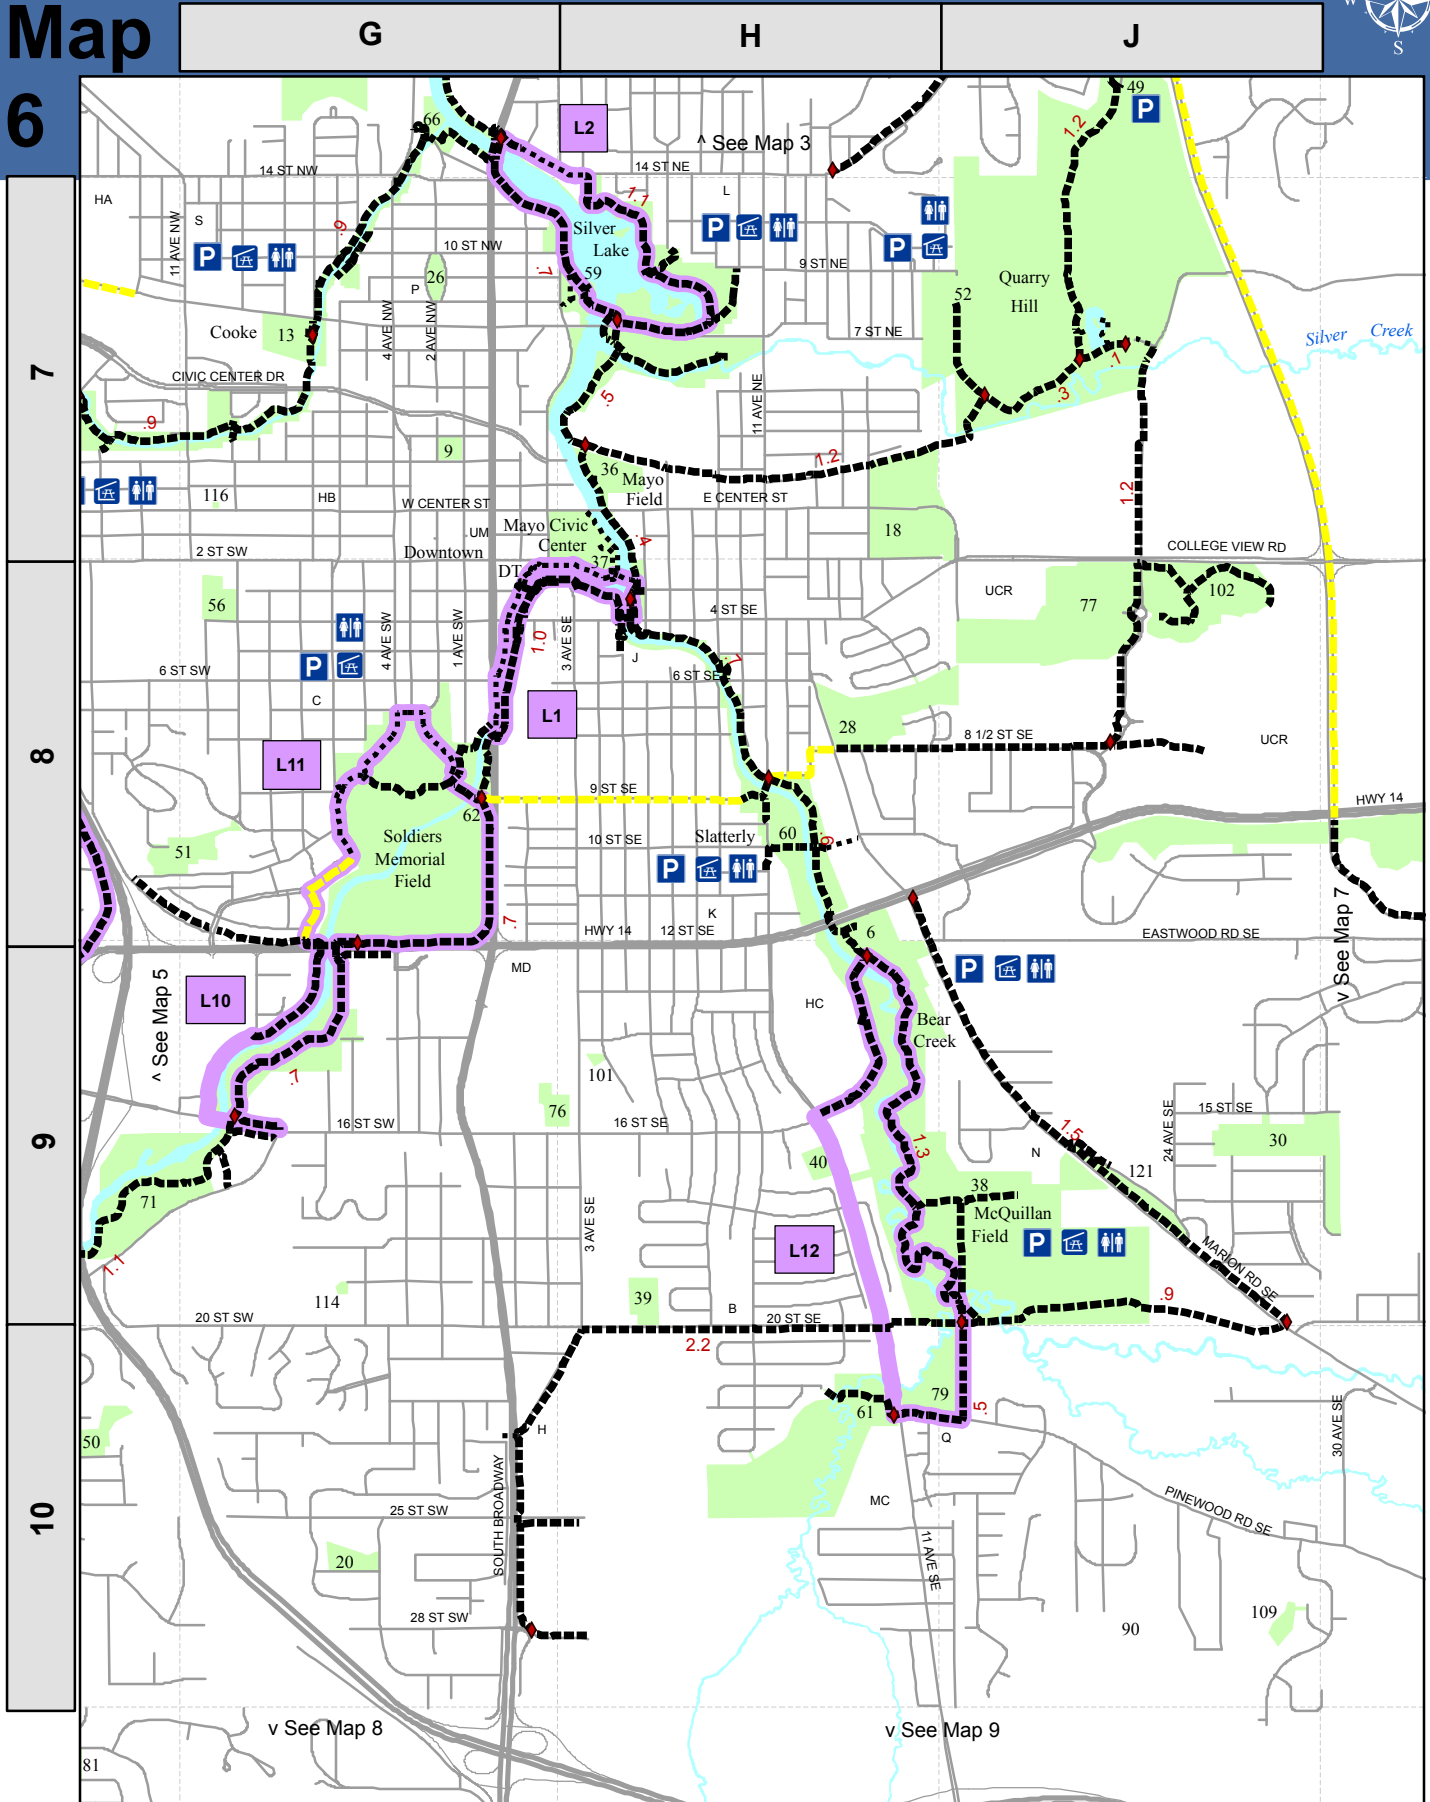 Map
6
G
H
J
W
S
7
8
9
10
49
66
L2
^ See Map 3
1.2
14 ST NW
14 ST NE
HA
L
1.1
11 AVE NW
S
.9
Silver
Lake
10 ST NW
9 ST NE
59
.7
26
P
Quarry
Hill
52
Cooke
13
4 AVE NW
2 AVE NW
7 ST NE
Silver Creek
.1
CIVIC CENTER DR
.3
.5
11 AVE NE
.9
9
36
Mayo
Field
1.2
E CENTER ST
1.2
116
HB
W CENTER ST
UM
Mayo Civic
Center
18
.4
2 ST SW
Downtown
DT
37
COLLEGE VIEW RD
UCR
77
102
56
4 ST SE
4 AVE SW
1 AVE SW
1.0
3 AVE SE
J
.7
6 ST SW
6 ST SE
C
L1
L11
28
8 1/2 ST SE
UCR
9 ST SE
HWY 14
62
Soldiers
Memorial
Field
10 ST SE
Slatterly
60
.9
51
.7
K
HWY 14
12 ST SE
6
EASTWOOD RD SE
v See Map 7
^ See Map 5
MD
L10
HC
Bear
Creek
.7
101
76
16 ST SW
16 ST SE
24 AVE SE
15 ST SE
30
1.5
N
121
1.3
40
38
McQuillan
Field
71
3 AVE SE
L12
MARION RD SE
1.1
114
39
B
.9
20 ST SW
20 ST SE
2.2
79
61
.5
Q
30 AVE SE
50
H
SOUTH BROADWAY
MC
PINEWOOD RD SE
25 ST SW
20
11 AVE SE
28 ST SW
90
109
v See Map 8
v See Map 9
81